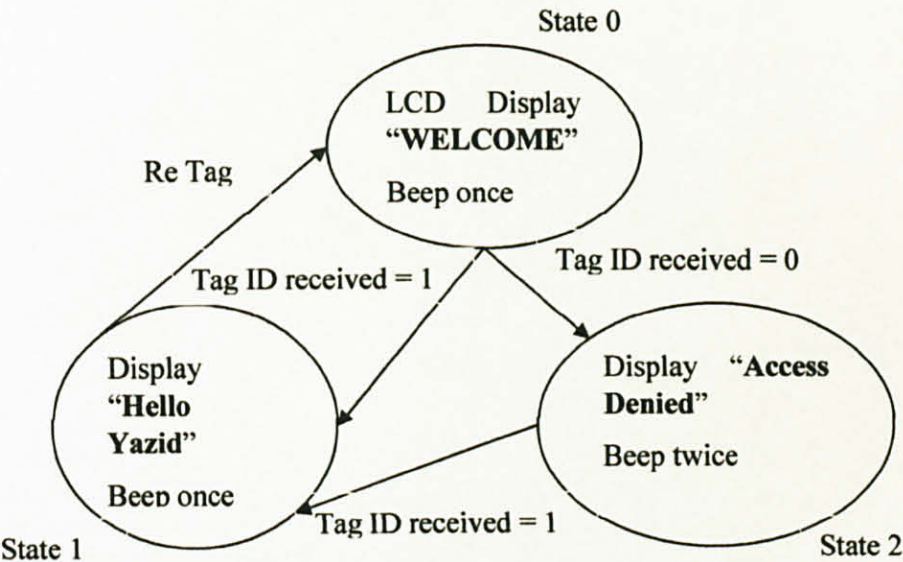 State 0
LCD Display
“WELCOME”
Beep once
Re Tag
Tag ID received = 1
Tag ID received = 0
Display
“Hello
Yazid”
Beep once
Display “Access
Denied”
Beep twice
Tag ID received = 1
State 1
State 2